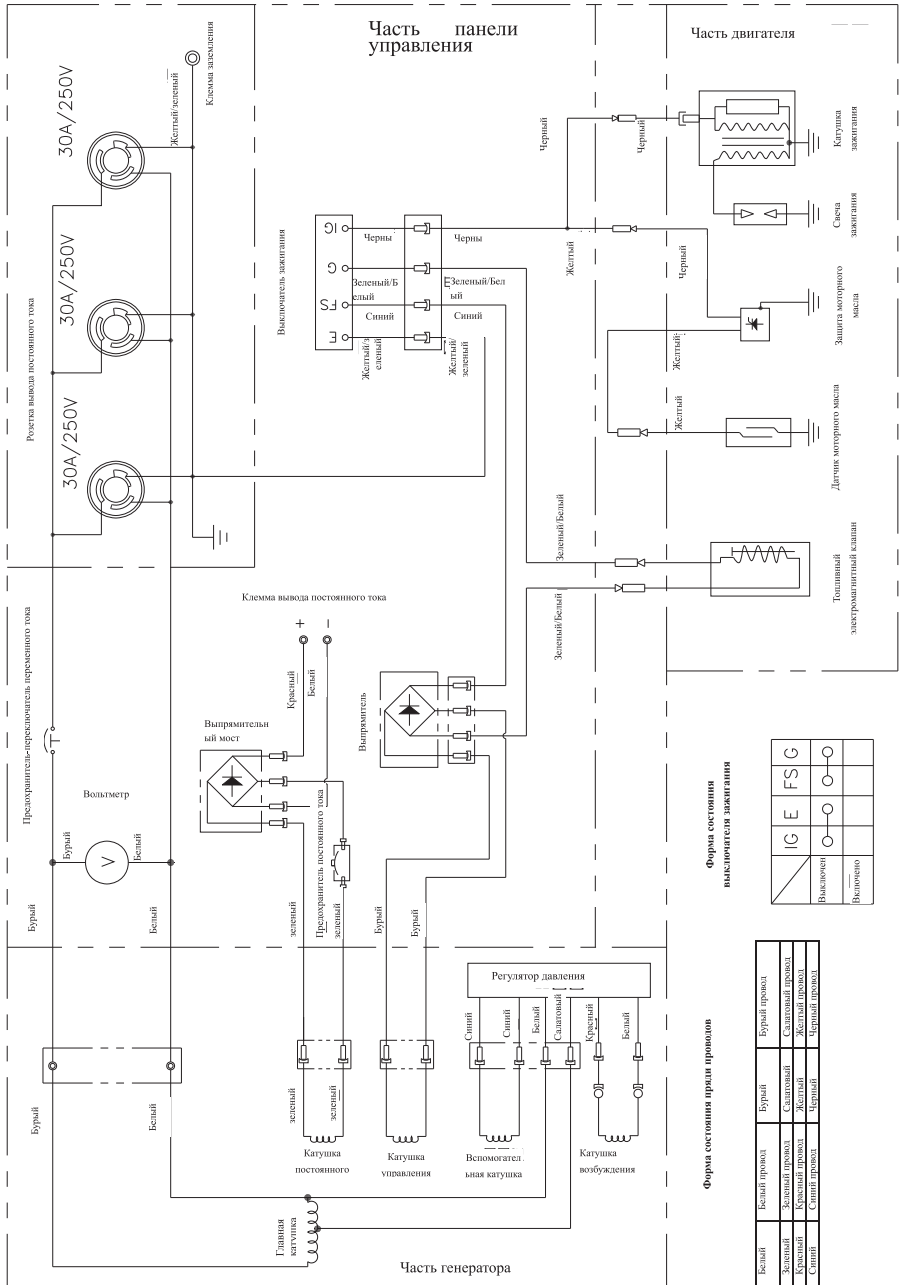 Часть панели
управления
Часть двигателя
Клемма заземления
Желтый/зеленый
30A/250V
30A/250V
30A/250V
Розетка вывода постоянного тока
Выключатель зажигания
IG
G
FS
E
Черны
Зеленый/Б
елый
Синий
Желтый/з
еленый
Черны
Зеленый/Бел
ый
Синий
Желтый/
зеленый
Черный
Черный
Желтый
Черный
Желтый
Желтый
Катушка
зажигания
Свеча
зажигания
Защита моторного
масла
Датчик моторного масла
Топливный
электромагнитный клапан
Зеленый/Белый
Зеленый/Белый
Клемма вывода постоянного тока
+
−
Красный
Белый
Предохранитель-переключатель переменного тока
Вольтметр
V
Бурый
Белый
Выпрямительн
ый мост
Выпрямитель
Предохранитель постоянного тока
Бурый
Белый
зеленый
зеленый
Бурый
Бурый
Регулятор давления
Синий
Синий
Белый
Салатовый
Красный
Белый
Бурый
Белый
зеленый
зеленый
Катушка
постоянного
Катушка
управления
Вспомогател
ьная катушка
Катушка
возбуждения
Главная
катушка
Часть генератора
Форма состояния
выключателя зажигания
IG E FS G
Выключен
Включено
Форма состояния пряди проводов
Белый Белый провод Бурый Бурый провод
Зеленый Зеленый провод Салатовый Салатовый провод
Красный Красный провод Желтый Желтый провод
Синий Синий провод Черный Черный провод